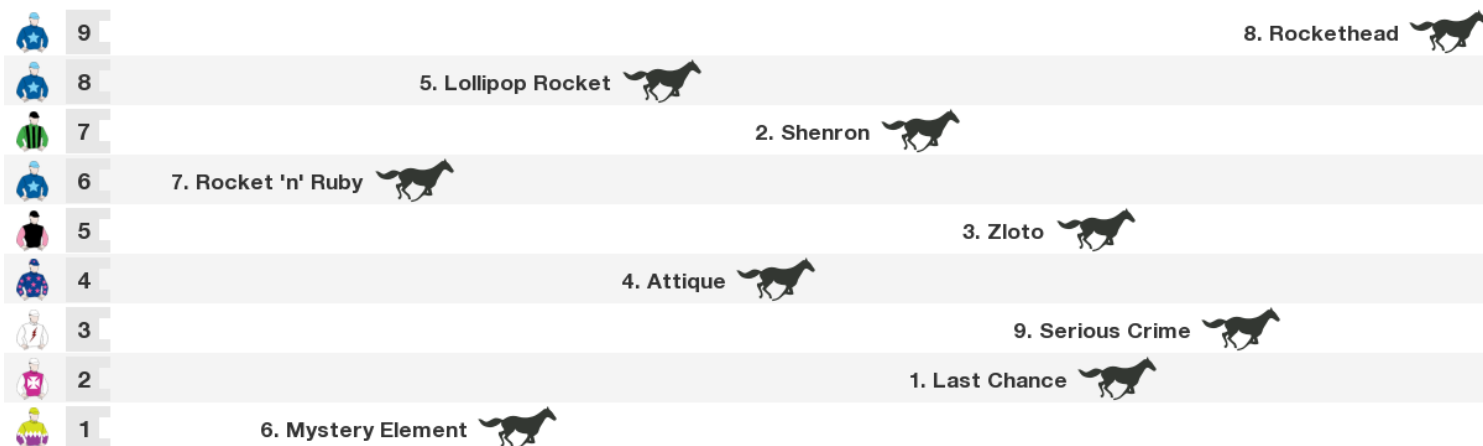 9 8. Rockethead
8 5. Lollipop Rocket
7 2. Shenron
6 7. Rocket 'n' Ruby
5 3. Zloto
4 4. Attique
3 9. Serious Crime
2 1. Last Chance
1 6. Mystery Element